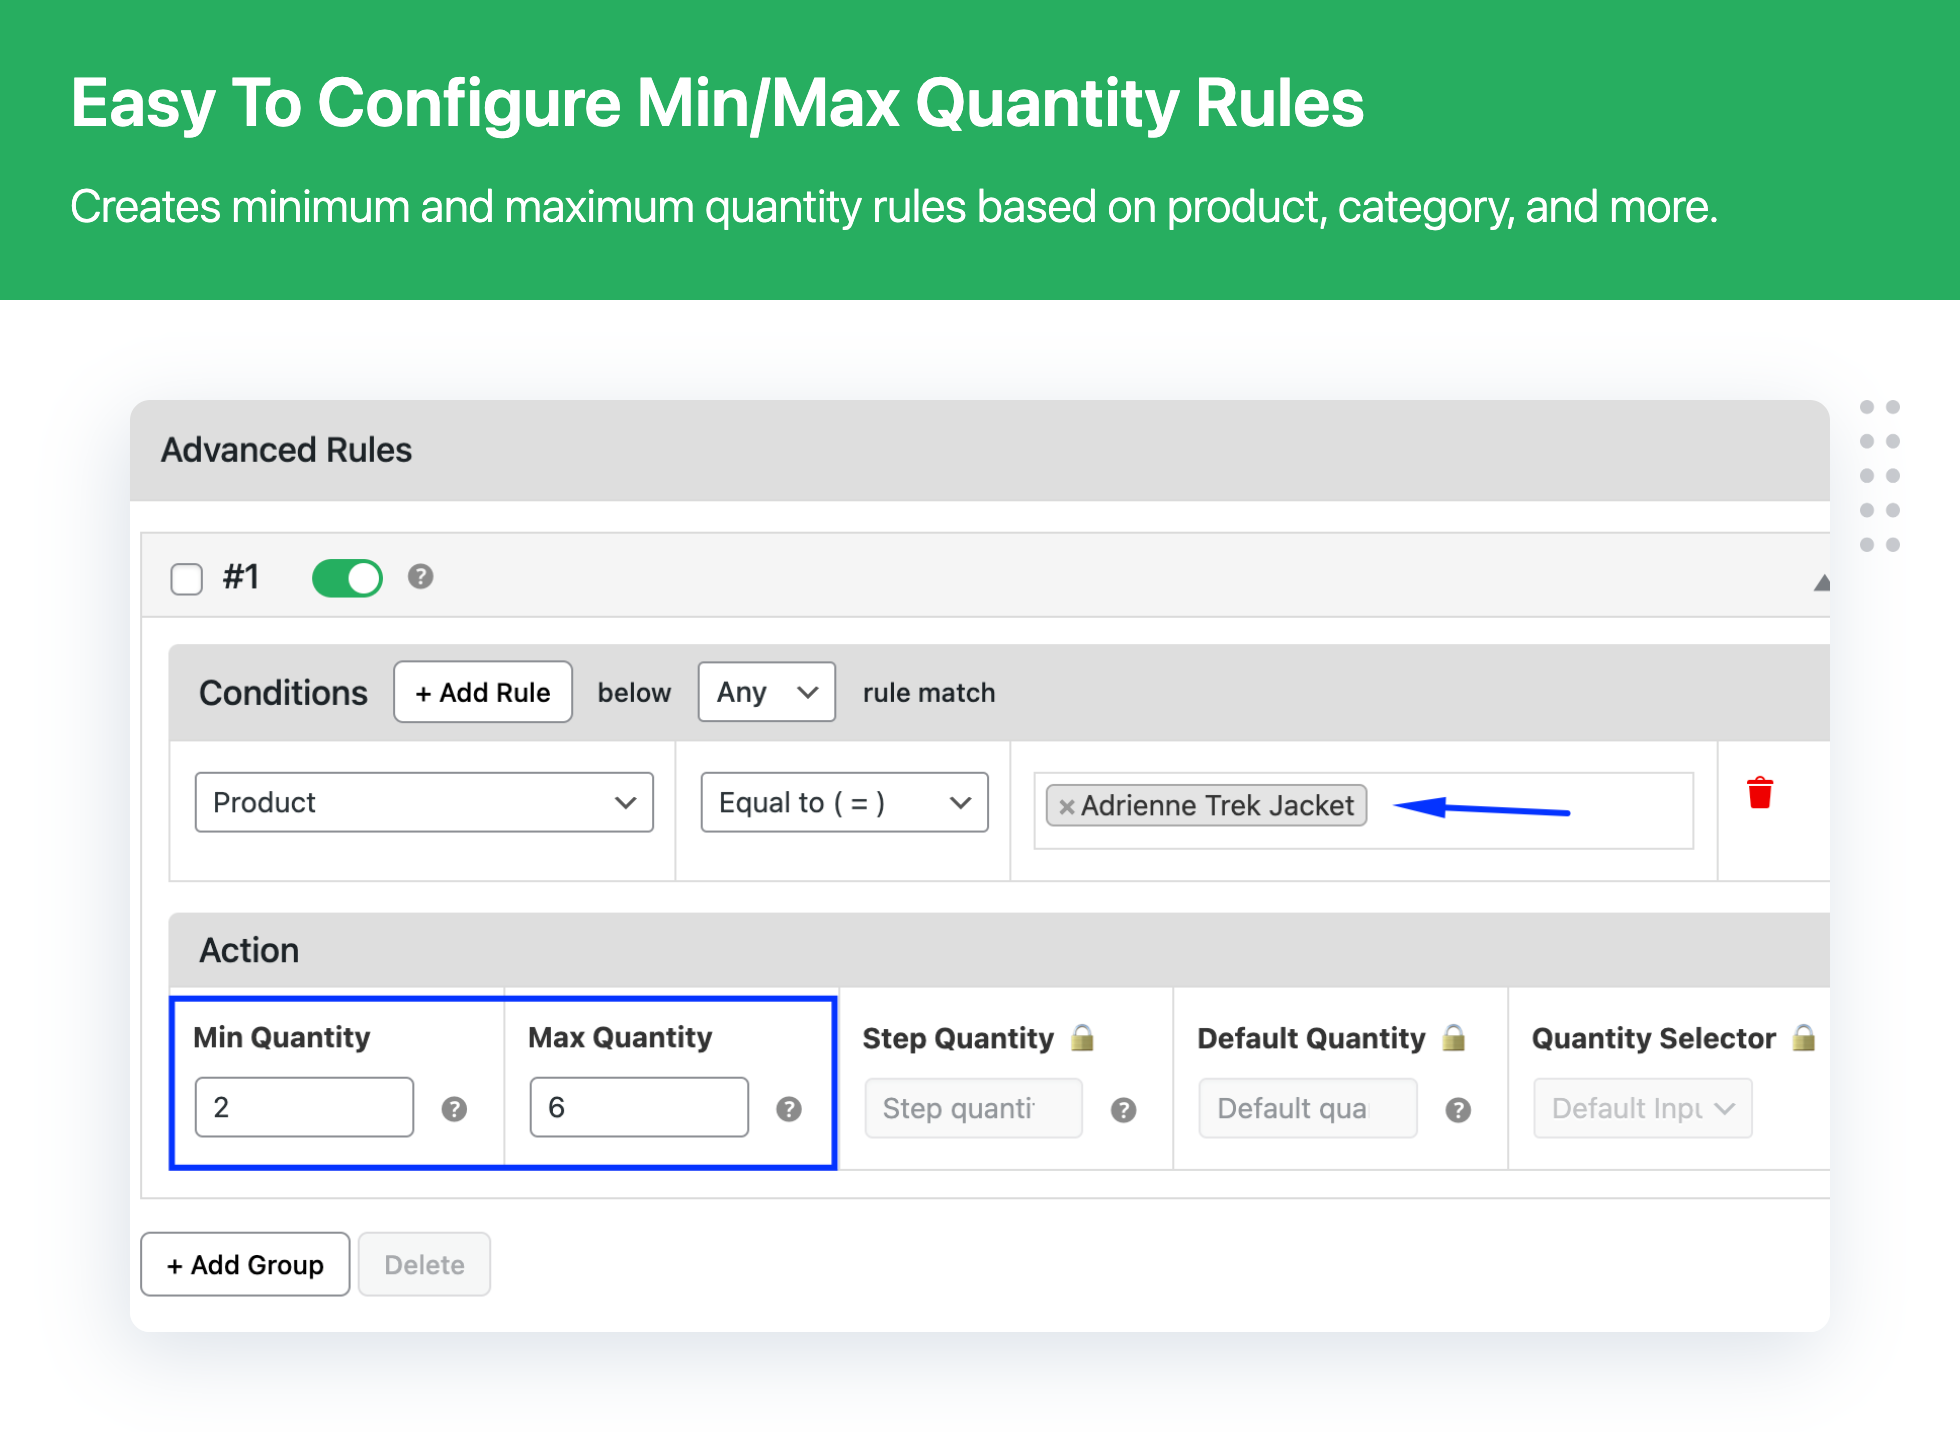 Easy To Configure Min/Max Quantity Rules
Creates minimum and maximum quantity rules based on product, category, and more.
Advanced Rules
#1 ?
Conditions + Add Rule below Any rule match
Product Equal to ( = ) × Adrienne Trek Jacket
Action
Min Quantity Max Quantity Step Quantity Default Quantity Quantity Selector
2 ? 6 ? Step quanti ? Default qua ? Default Inpu
+ Add Group Delete